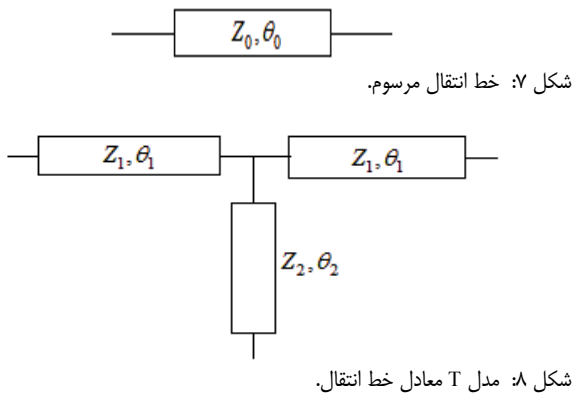 Z₀,θ₀
شکل ۷: خط انتقال مرسوم.
Z₁,θ₁
Z₁,θ₁
Z₂,θ₂
شکل ۸: مدل T معادل خط انتقال.